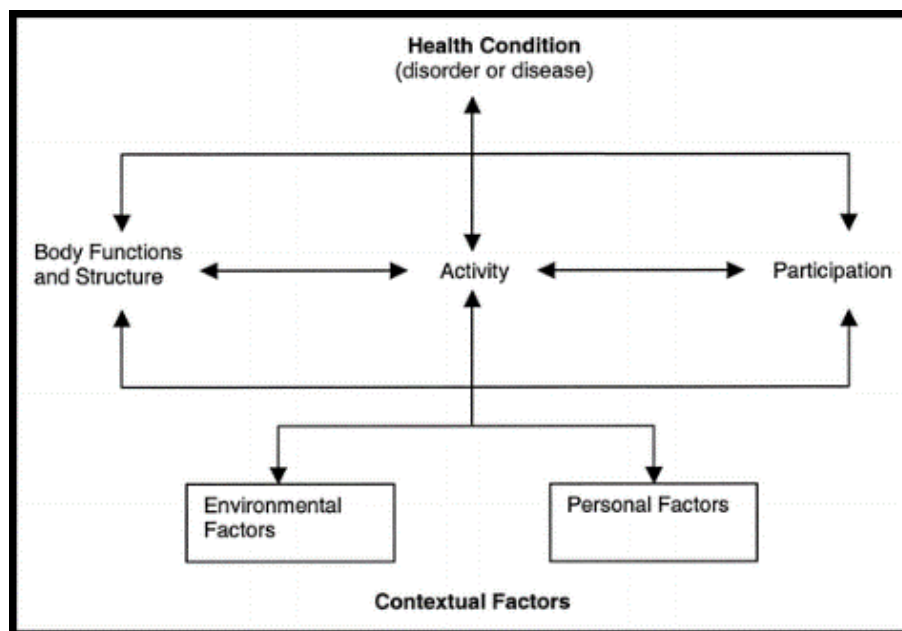 Health Condition
(disorder or disease)
Body Functions
and Structure
Activity
Participation
Environmental
Factors
Personal Factors
Contextual Factors